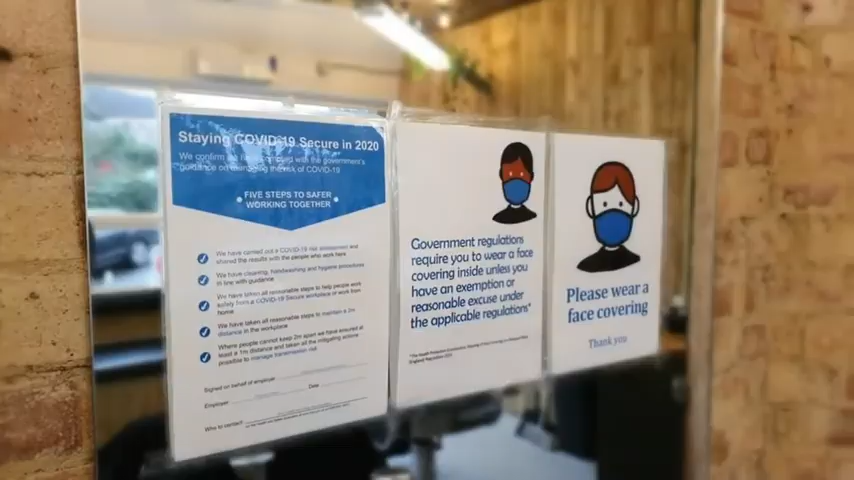 Staying COVID-19 Secure in 2020
We confirm we have complied with the government's
guidance on managing the risk of COVID-19
FIVE STEPS TO SAFER
WORKING TOGETHER
We have carried out a COVID-19 risk assessment and
shared the results with the people who work here
We have cleaning, handwashing and hygiene procedures
in line with guidance
We have taken all reasonable steps to help people work
safely from a COVID-19 Secure workplace or work from
home
We have taken all reasonable steps to maintain a 2m
distance in the workplace
Where people cannot keep 2m apart we have ensured at
least a 1m distance and taken all the mitigating actions
possible to manage transmission risk
Signed on behalf of employer
Employer Date
Who to contact:
Government regulations
require you to wear a face
covering inside unless you
have an exemption or
reasonable excuse under
the applicable regulations*
Please wear a
face covering
Thank you